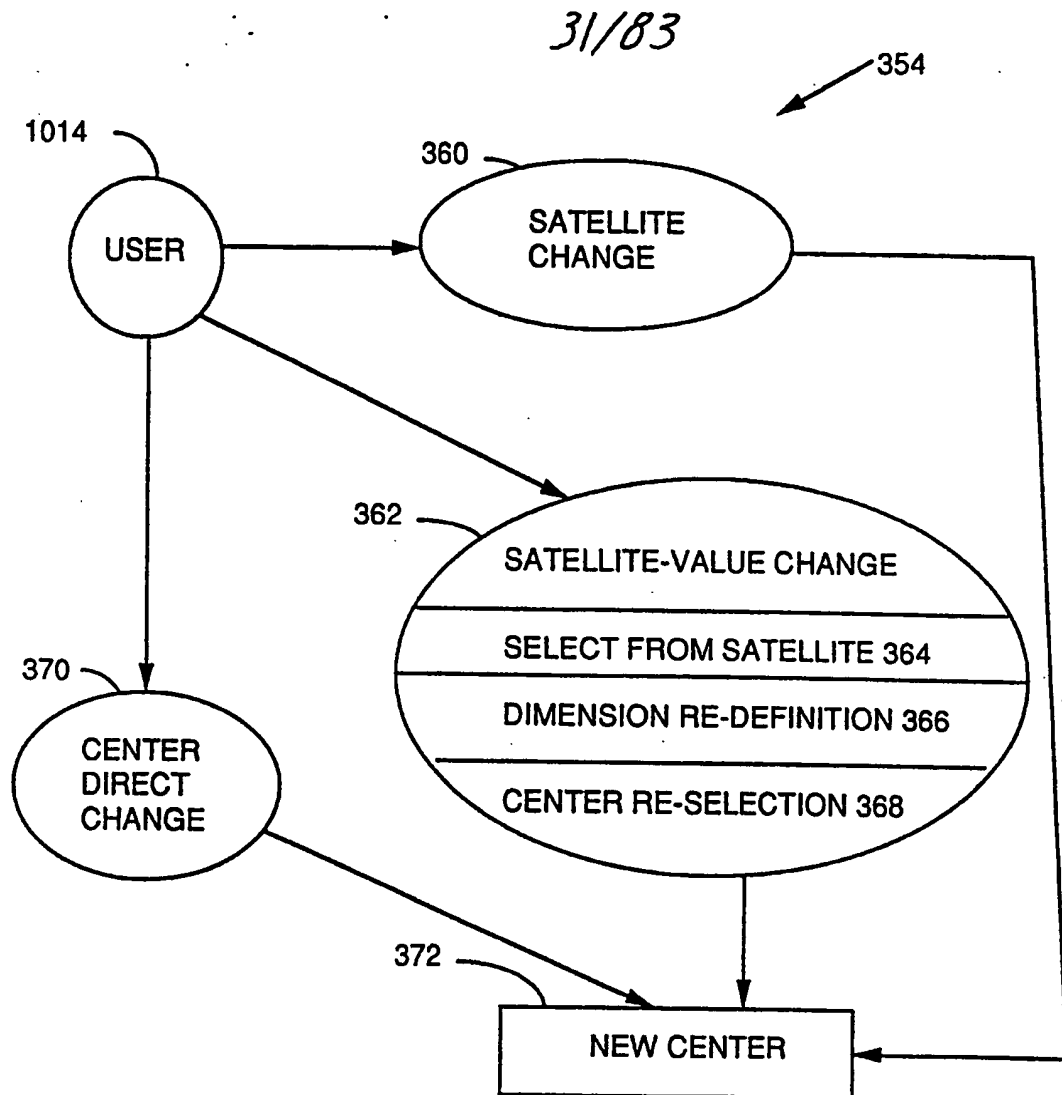 31/83
354
1014
360
USER
SATELLITE
CHANGE
362
SATELLITE-VALUE CHANGE
SELECT FROM SATELLITE 364
DIMENSION RE-DEFINITION 366
CENTER RE-SELECTION 368
370
CENTER
DIRECT
CHANGE
372
NEW CENTER